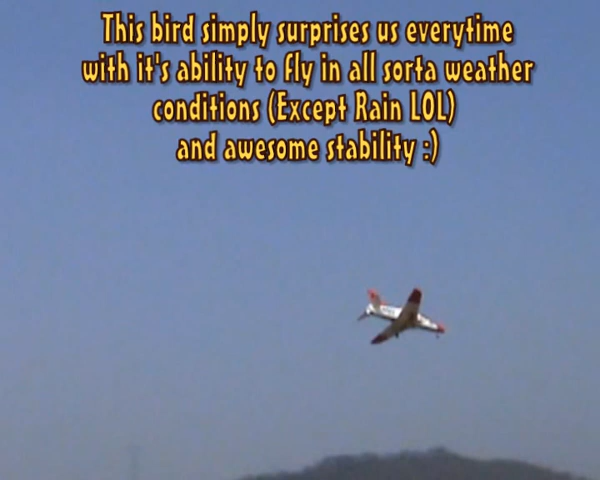 This bird simply surprises us everytime
with it's ability to fly in all sorta weather
conditions (Except Rain LOL)
and awesome stability :)